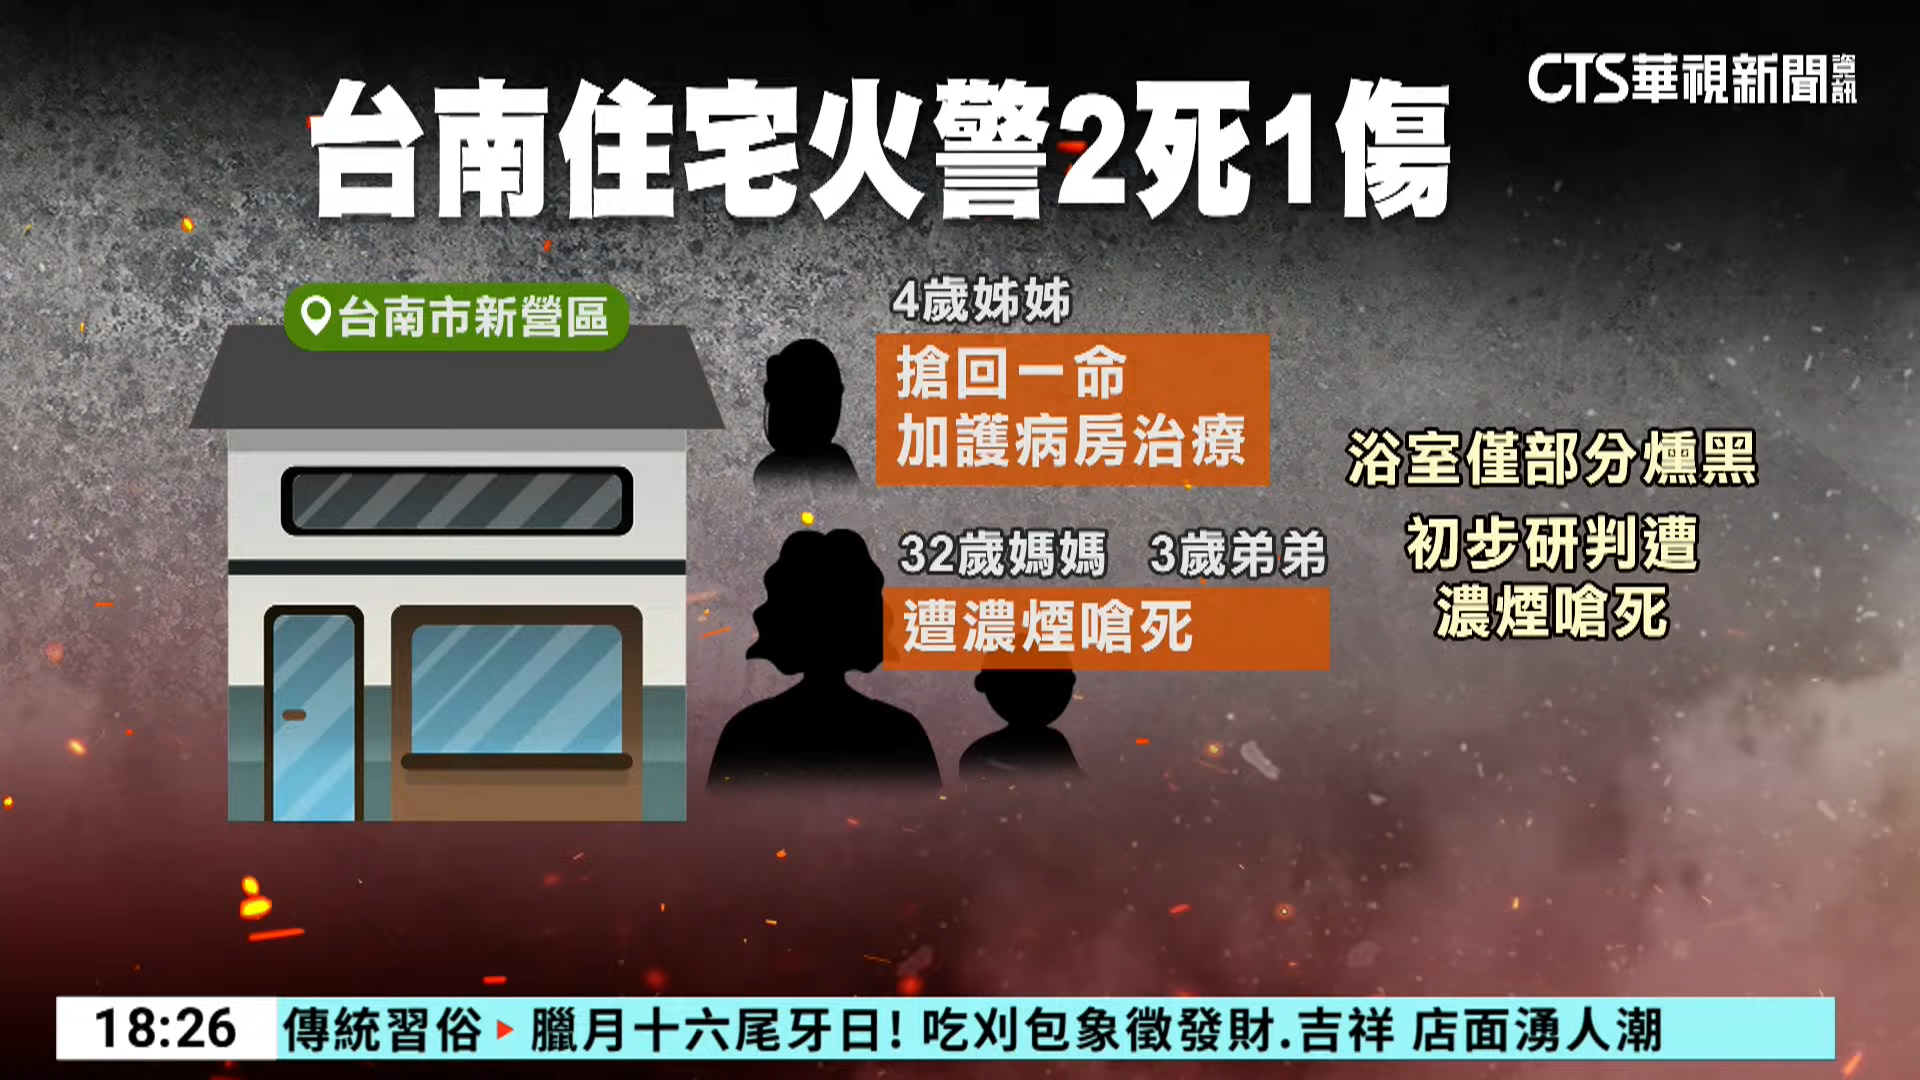 CTS華視新聞資訊
台南住宅火警2死1傷
台南市新營區
4歲姊姊
搶回一命
加護病房治療
32歲媽媽 3歲弟弟
遭濃煙嗆死
浴室僅部分燻黑
初步研判遭
濃煙嗆死
18:26 傳統習俗▶臘月十六尾牙日!吃刈包象徵發財.吉祥 店面湧人潮